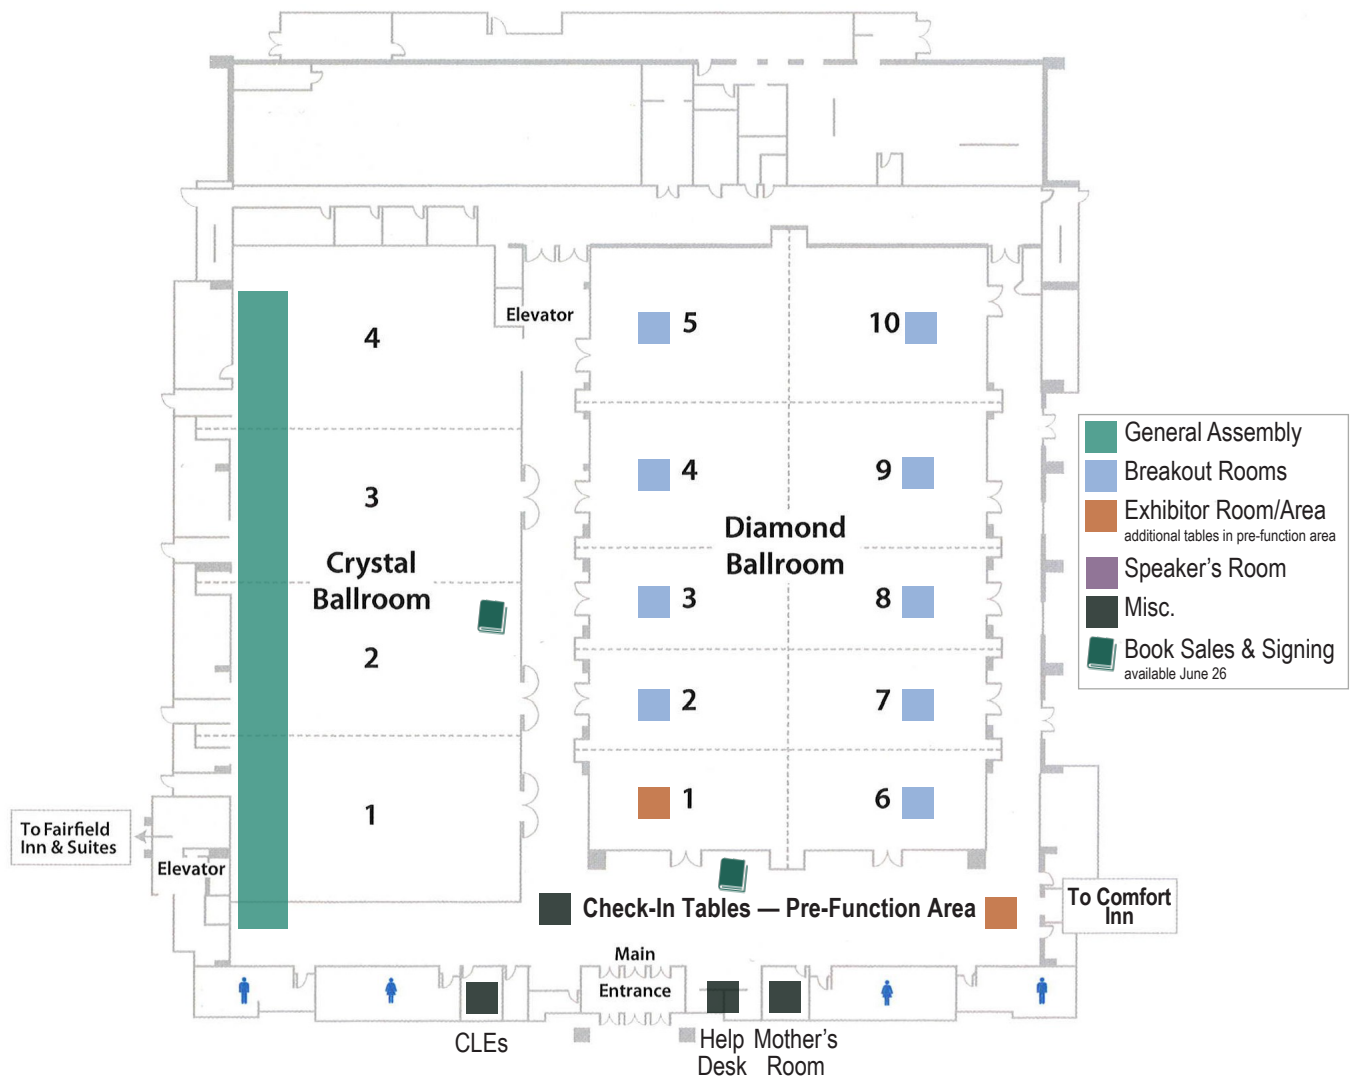 Elevator
4
5
10
3
4
9
Crystal
Ballroom
Diamond
Ballroom
3
8
2
2
7
1
1
6
General Assembly
Breakout Rooms
Exhibitor Room/Area
additional tables in pre-function area
Speaker's Room
Misc.
Book Sales & Signing
available June 26
To Fairfield
Inn & Suites
Elevator
Check-In Tables — Pre-Function Area
To Comfort
Inn
Main
Entrance
CLEs
Help
Desk
Mother's
Room